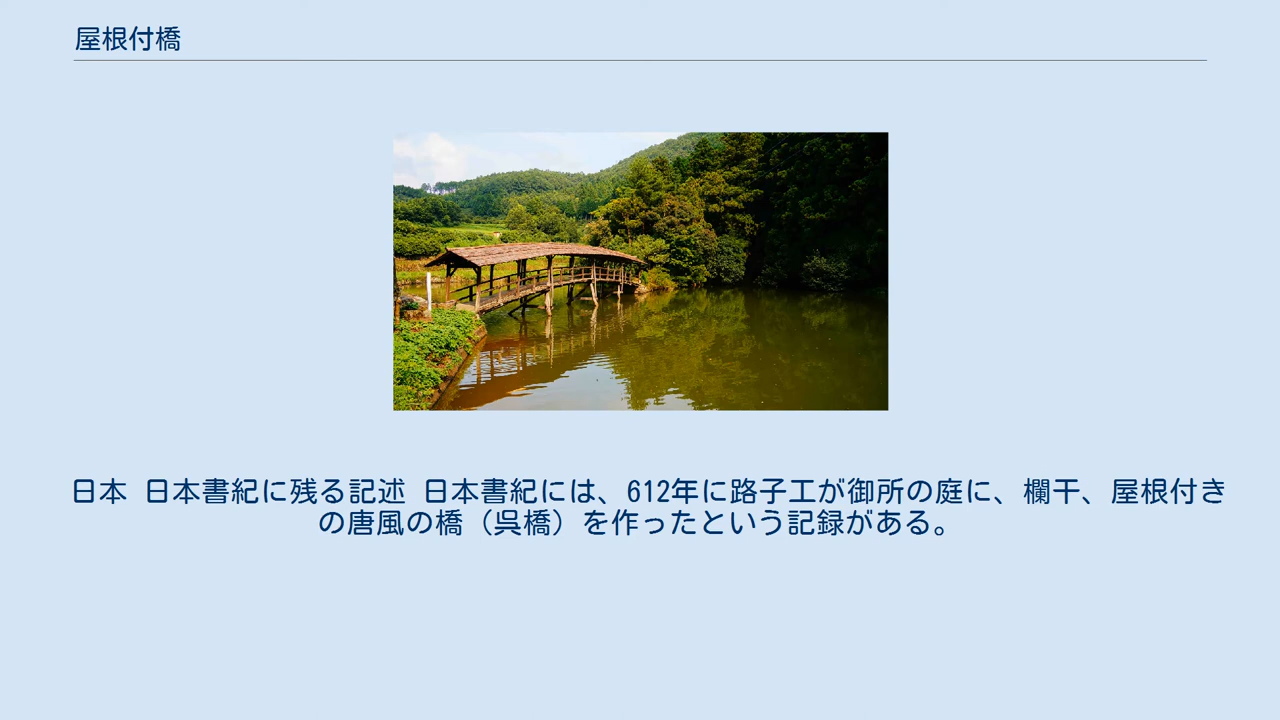 屋根付橋
日本 日本書紀に残る記述 日本書紀には、612年に路子工が御所の庭に、欄干、屋根付き
の唐風の橋（呉橋）を作ったという記録がある。